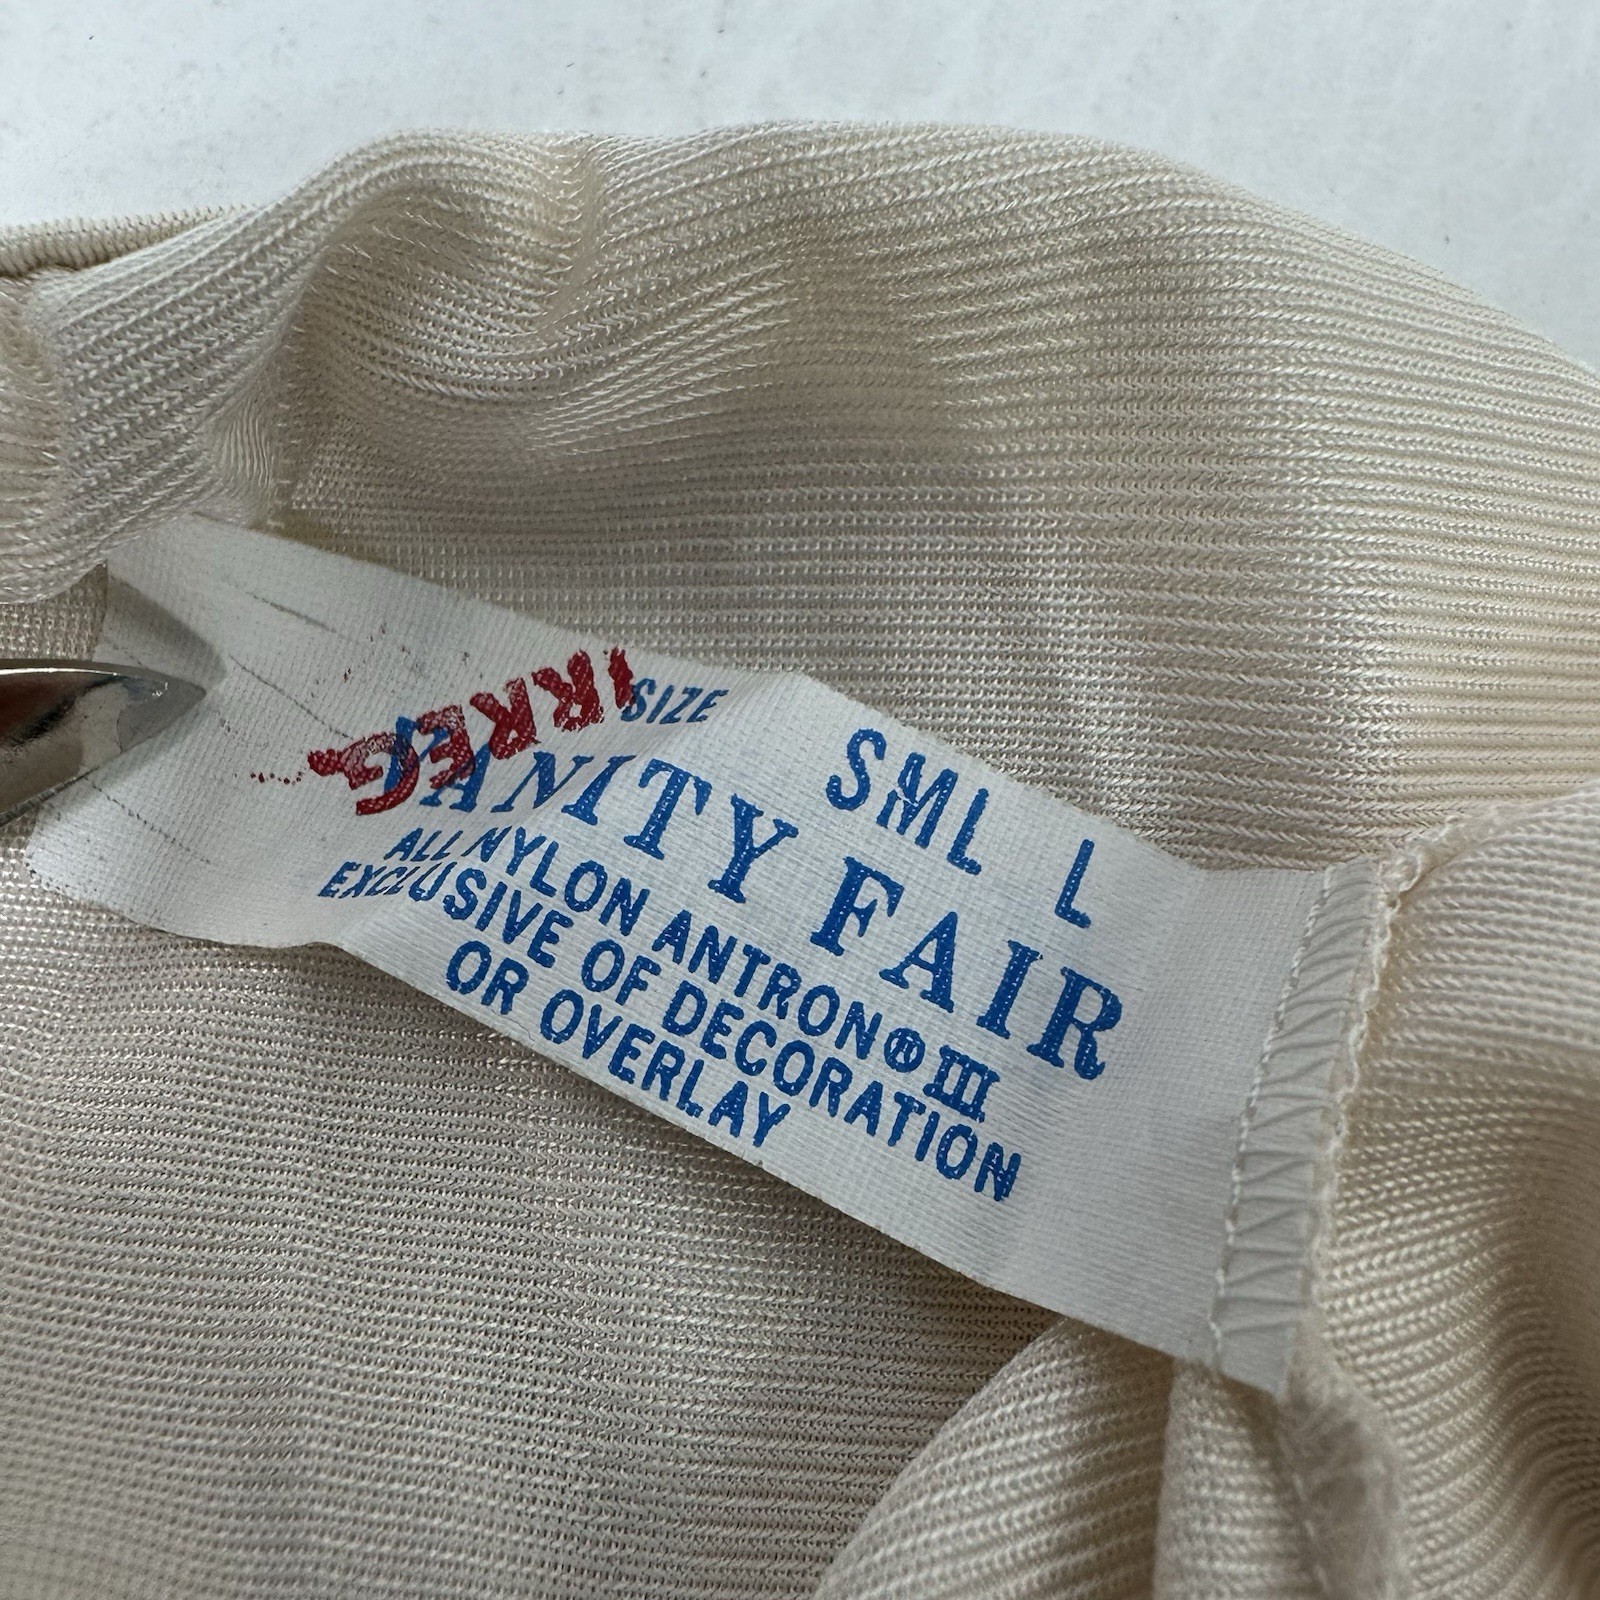 SIZE SML L
VANITY FAIR
ALL NYLON ANTRON® III
EXCLUSIVE OF DECORATION
OR OVERLAY
IRREG.